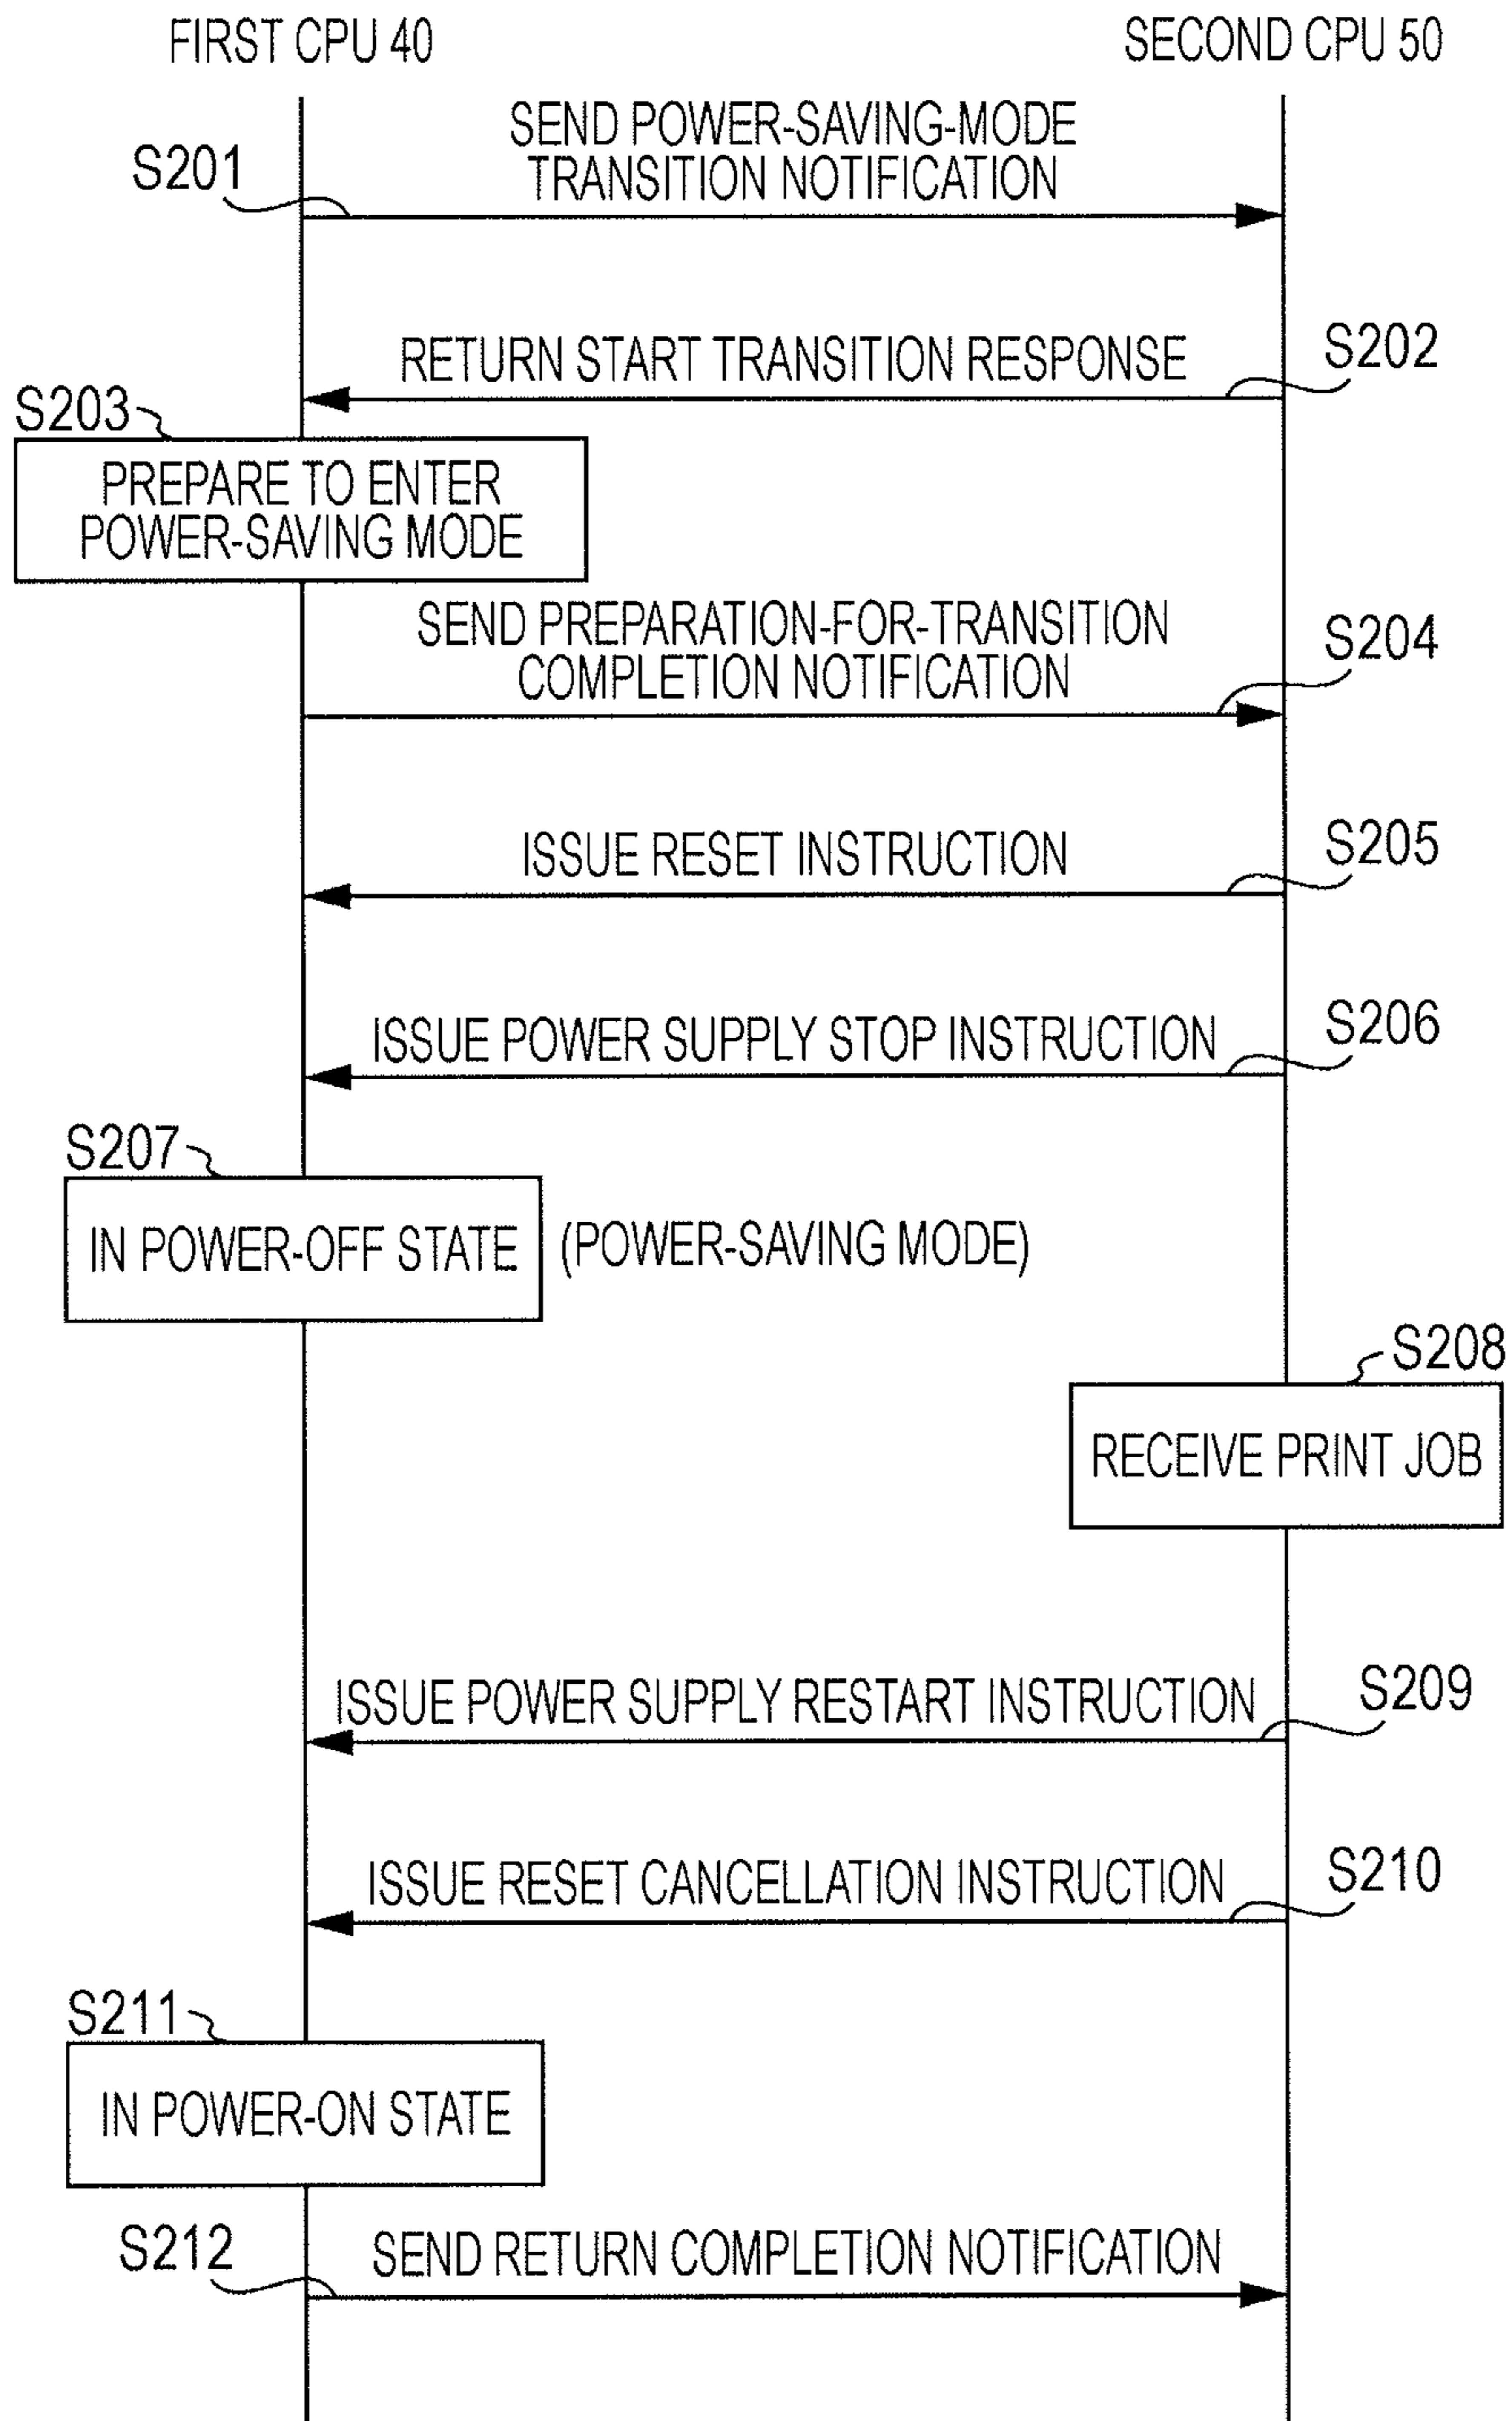 FIRST CPU 40
SECOND CPU 50
SEND POWER-SAVING-MODE
TRANSITION NOTIFICATION
S201
RETURN START TRANSITION RESPONSE
S202
S203
PREPARE TO ENTER
POWER-SAVING MODE
SEND PREPARATION-FOR-TRANSITION
COMPLETION NOTIFICATION
S204
ISSUE RESET INSTRUCTION
S205
ISSUE POWER SUPPLY STOP INSTRUCTION
S206
S207
IN POWER-OFF STATE
(POWER-SAVING MODE)
S208
RECEIVE PRINT JOB
ISSUE POWER SUPPLY RESTART INSTRUCTION
S209
ISSUE RESET CANCELLATION INSTRUCTION
S210
S211
IN POWER-ON STATE
S212
SEND RETURN COMPLETION NOTIFICATION